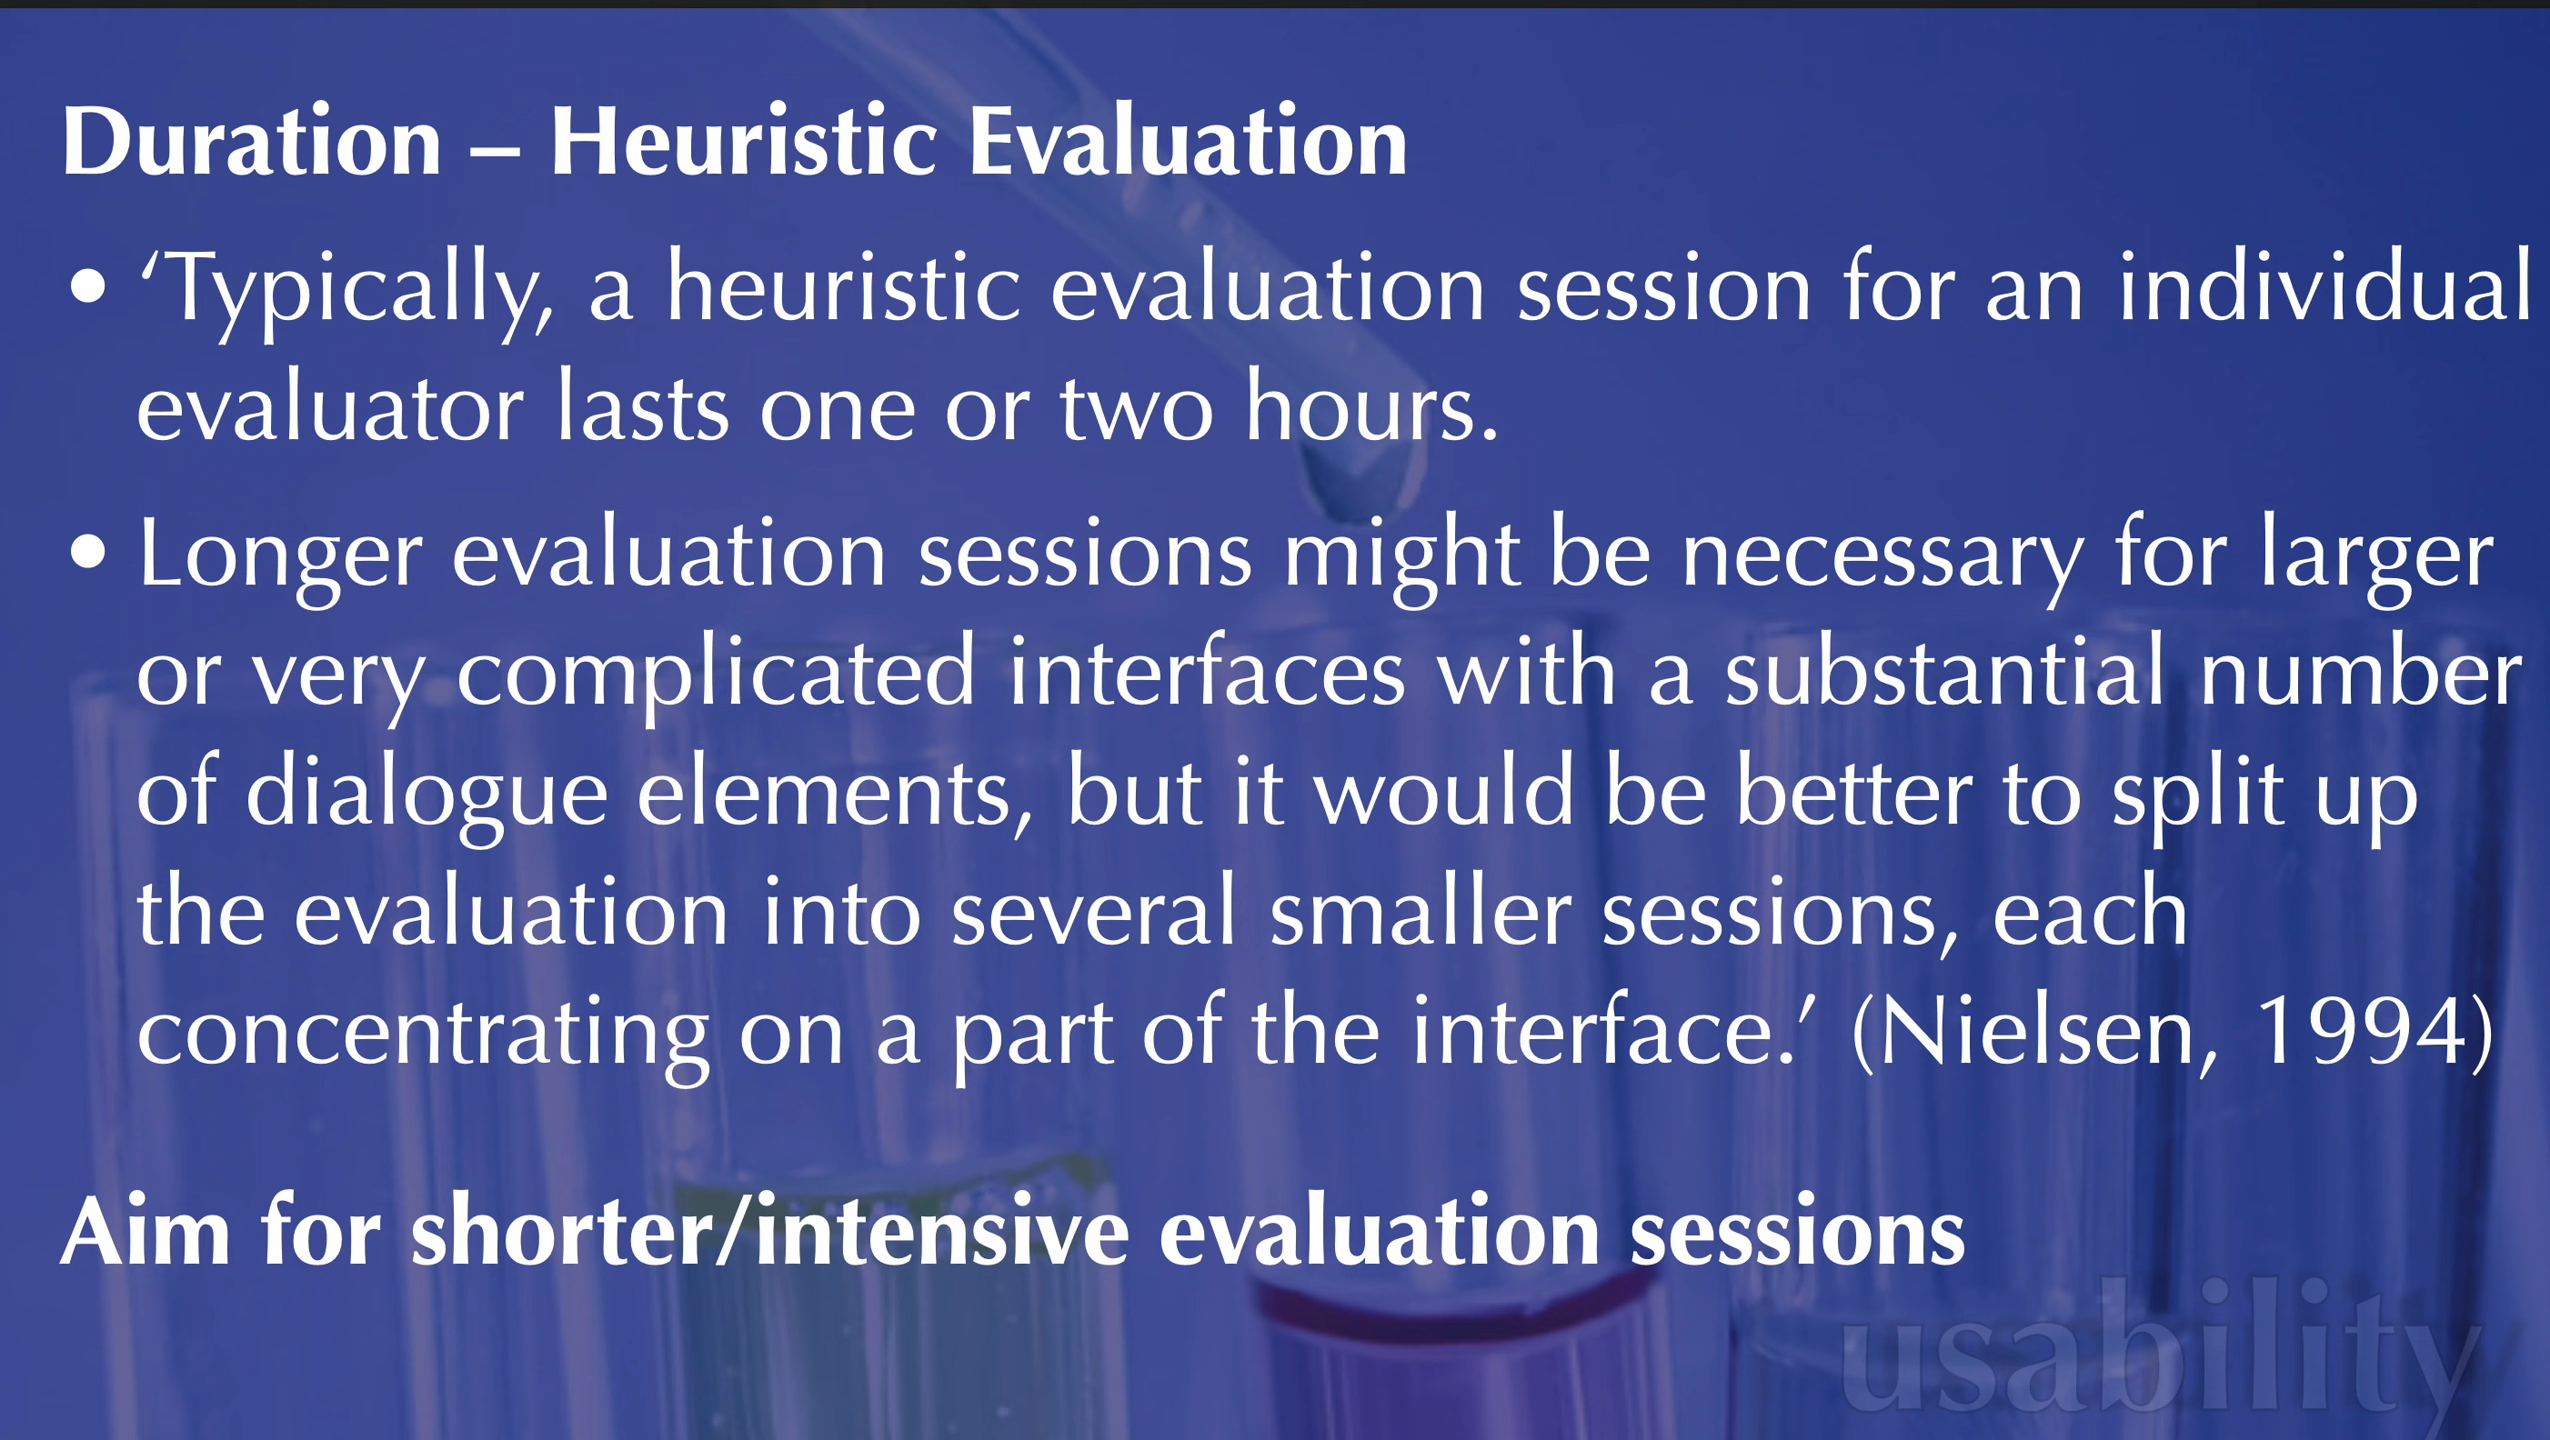 Duration – Heuristic Evaluation
• ‘Typically, a heuristic evaluation session for an individual
evaluator lasts one or two hours.
• Longer evaluation sessions might be necessary for larger
or very complicated interfaces with a substantial number
of dialogue elements, but it would be better to split up
the evaluation into several smaller sessions, each
concentrating on a part of the interface.’ (Nielsen, 1994)
Aim for shorter/intensive evaluation sessions
usability